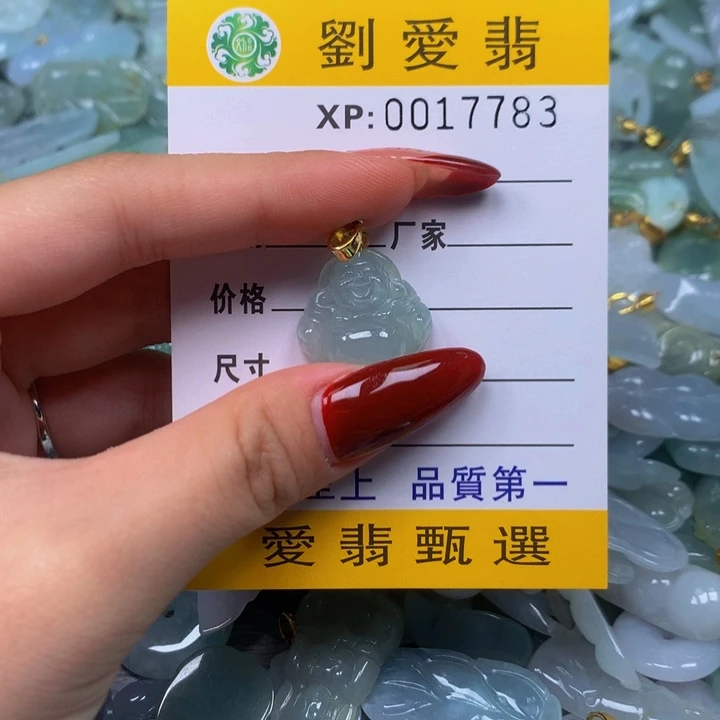 劉愛翡
XP: 0017783
厂家
价格
尺寸
上 品質第一
愛翡甄選